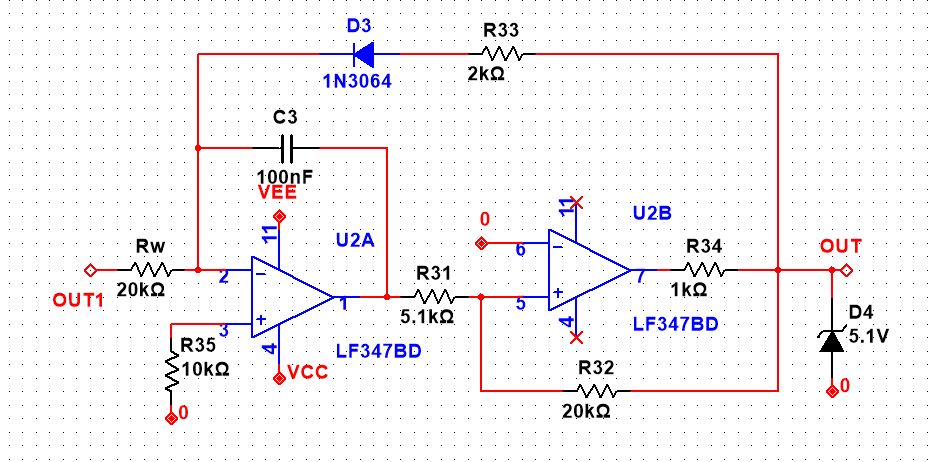 D3
1N3064
R33
2kΩ
C3
100nF
VEE
11
U2A
Rw
20kΩ
OUT1
2
3
1
4
LF347BD
VCC
R35
10kΩ
0
R31
5.1kΩ
0
6
5
11
7
4
U2B
LF347BD
R34
1kΩ
R32
20kΩ
OUT
D4
5.1V
0